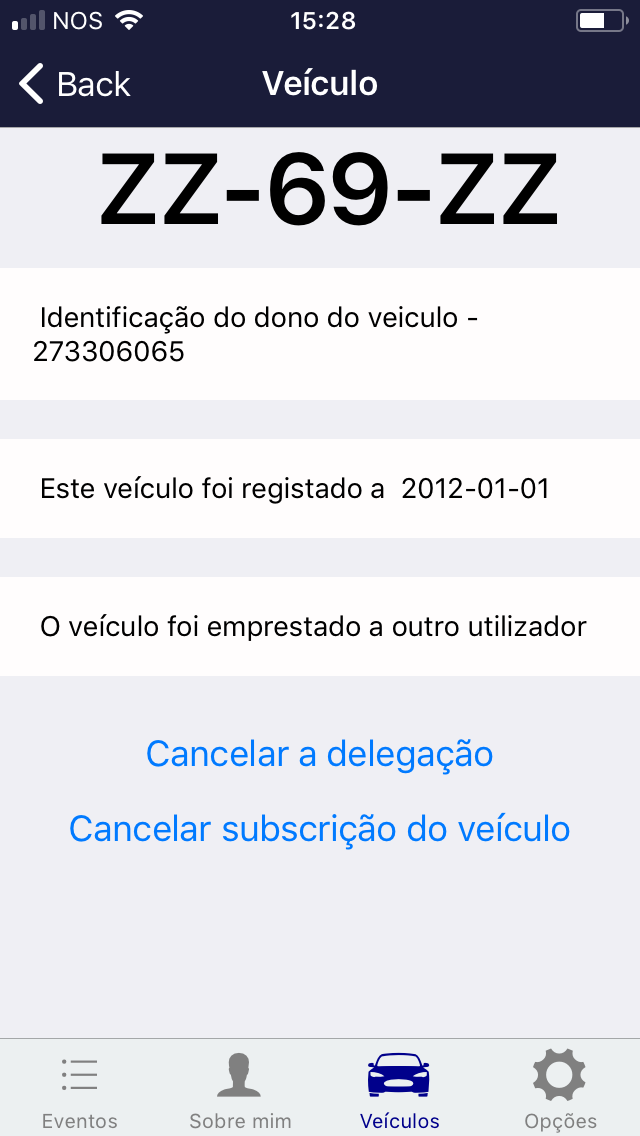 NOS 15:28
Back Veículo
ZZ-69-ZZ
Identificação do dono do veiculo -
273306065
Este veículo foi registado a 2012-01-01
O veículo foi emprestado a outro utilizador
Cancelar a delegação
Cancelar subscrição do veículo
Eventos Sobre mim Veículos Opções